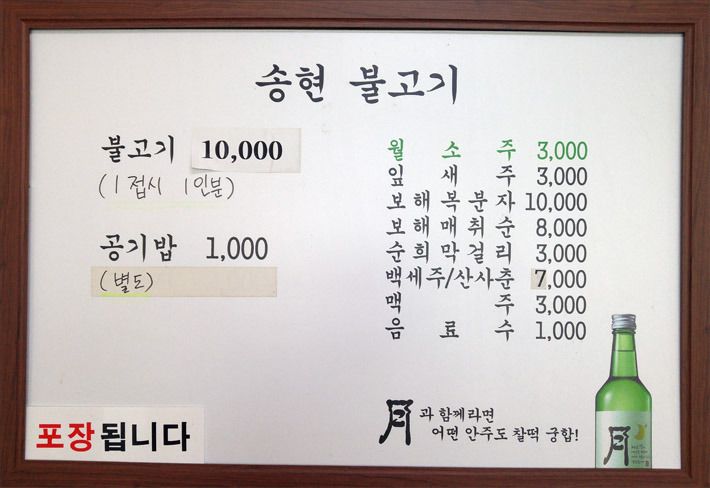 송현 불고기
불고기 10,000
(1접시 1인분)
공기밥 1,000
(별도)
월소주 3,000
잎새주 3,000
보해복분자 10,000
보해매취순 8,000
순희막걸리 3,000
백세주/산사춘 7,000
맥주 3,000
음료수 1,000
月과 함께라면
어떤 안주도 찰떡 궁합!
포장됩니다
月